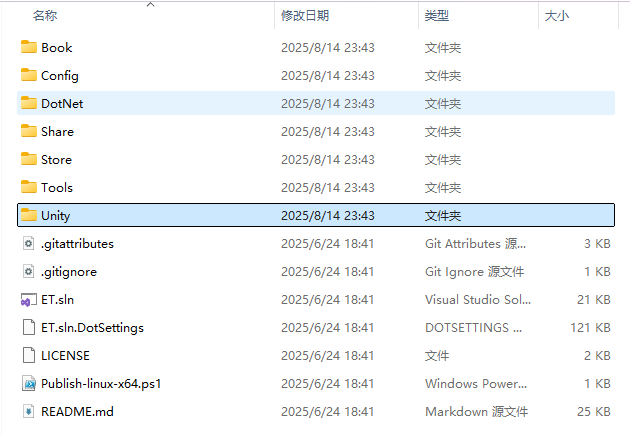 名称 修改日期 类型 大小
Book 2025/8/14 23:43 文件夹
Config 2025/8/14 23:43 文件夹
DotNet 2025/8/14 23:43 文件夹
Share 2025/8/14 23:43 文件夹
Store 2025/8/14 23:43 文件夹
Tools 2025/8/14 23:43 文件夹
Unity 2025/8/14 23:43 文件夹
.gitattributes 2025/6/24 18:41 Git Attributes 源... 3 KB
.gitignore 2025/6/24 18:41 Git Ignore 源文件 1 KB
ET.sln 2025/6/24 18:41 Visual Studio Sol... 21 KB
ET.sln.DotSettings 2025/6/24 18:41 DOTSETTINGS ... 121 KB
LICENSE 2025/6/24 18:41 文件 2 KB
Publish-linux-x64.ps1 2025/6/24 18:41 Windows Power... 1 KB
README.md 2025/6/24 18:41 Markdown 源文件 25 KB